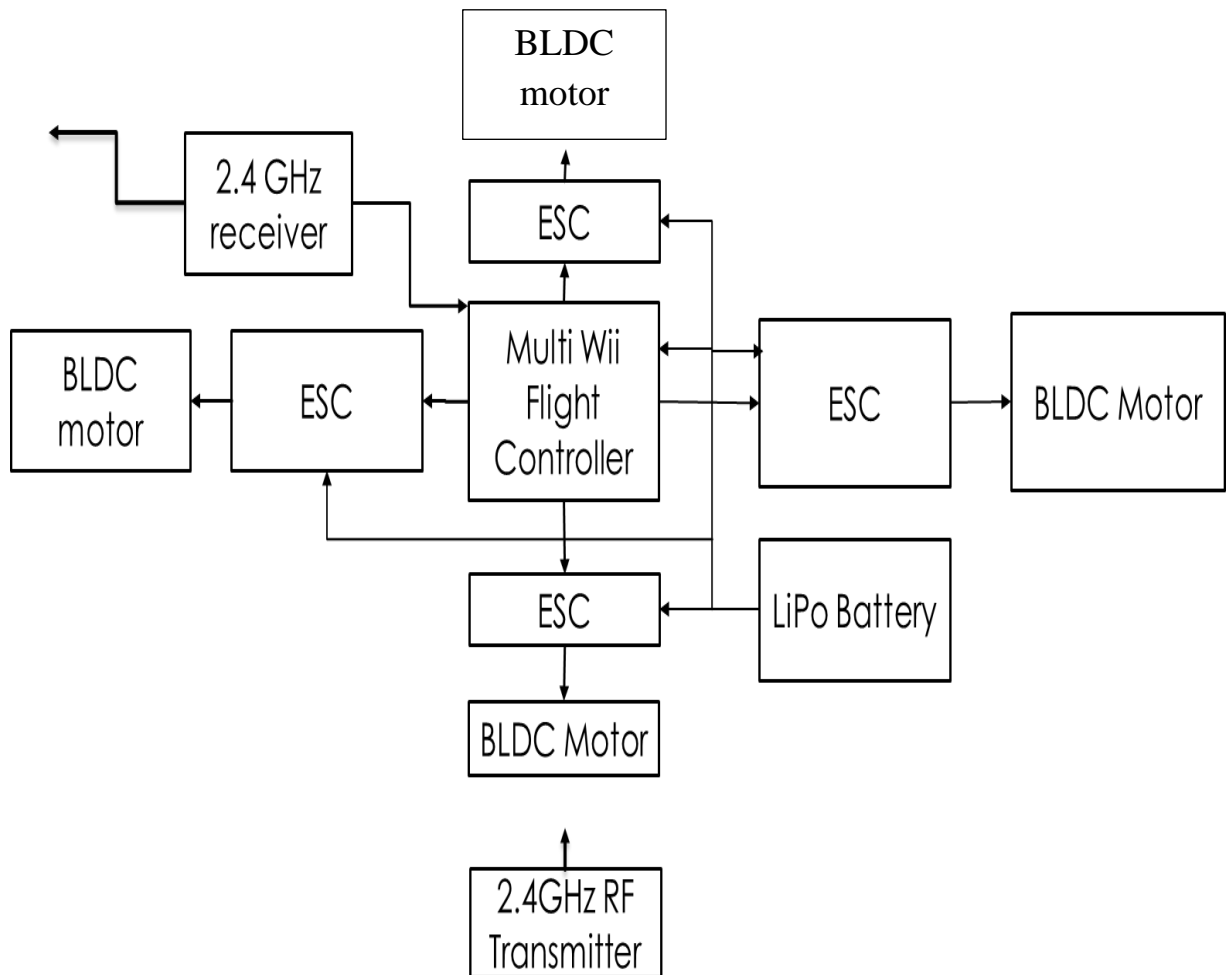 BLDC
motor
2.4 GHz
receiver
ESC
BLDC
motor
ESC
Multi Wii
Flight
Controller
ESC
BLDC Motor
ESC
LiPo Battery
BLDC Motor
2.4GHz RF
Transmitter